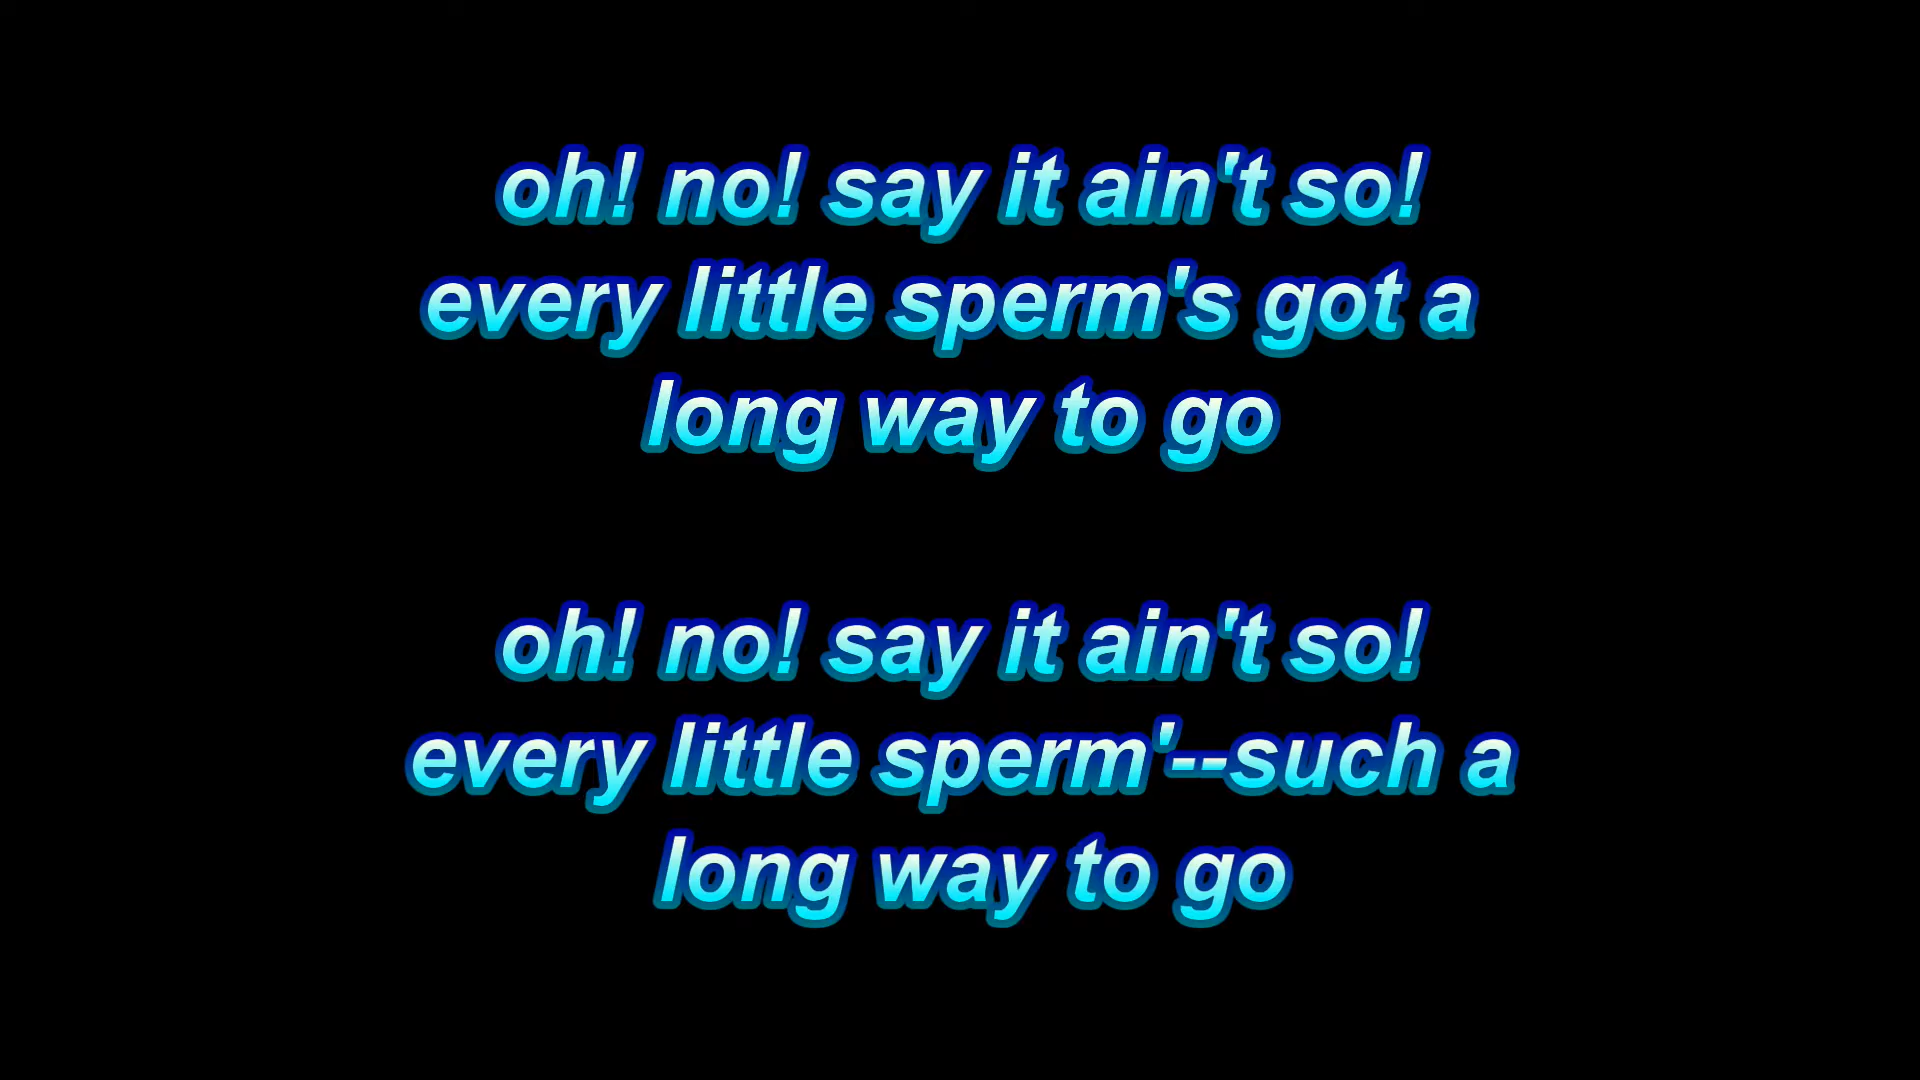 oh! no! say it ain't so!
every little sperm's got a
long way to go
oh! no! say it ain't so!
every little sperm'--such a
long way to go